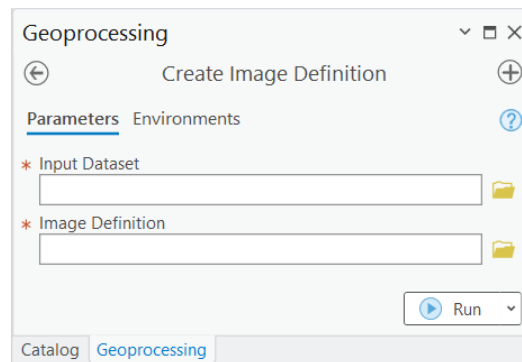 Geoprocessing
Create Image Definition
Parameters Environments
* Input Dataset
* Image Definition
Run
Catalog Geoprocessing